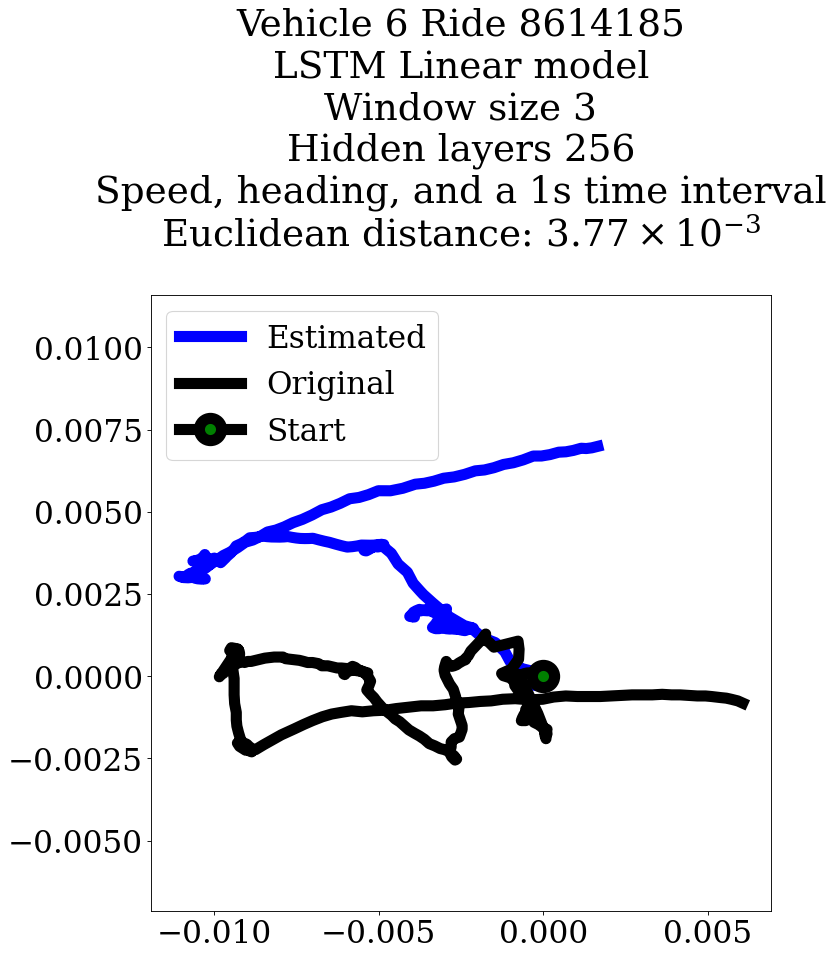 Vehicle 6 Ride 8614185
LSTM Linear model
Window size 3
Hidden layers 256
Speed, heading, and a 1s time interval
Euclidean distance: 3.77 × 10⁻³
Estimated
Original
Start
0.0100
0.0075
0.0050
0.0025
0.0000
−0.0025
−0.0050
−0.010 −0.005 0.000 0.005